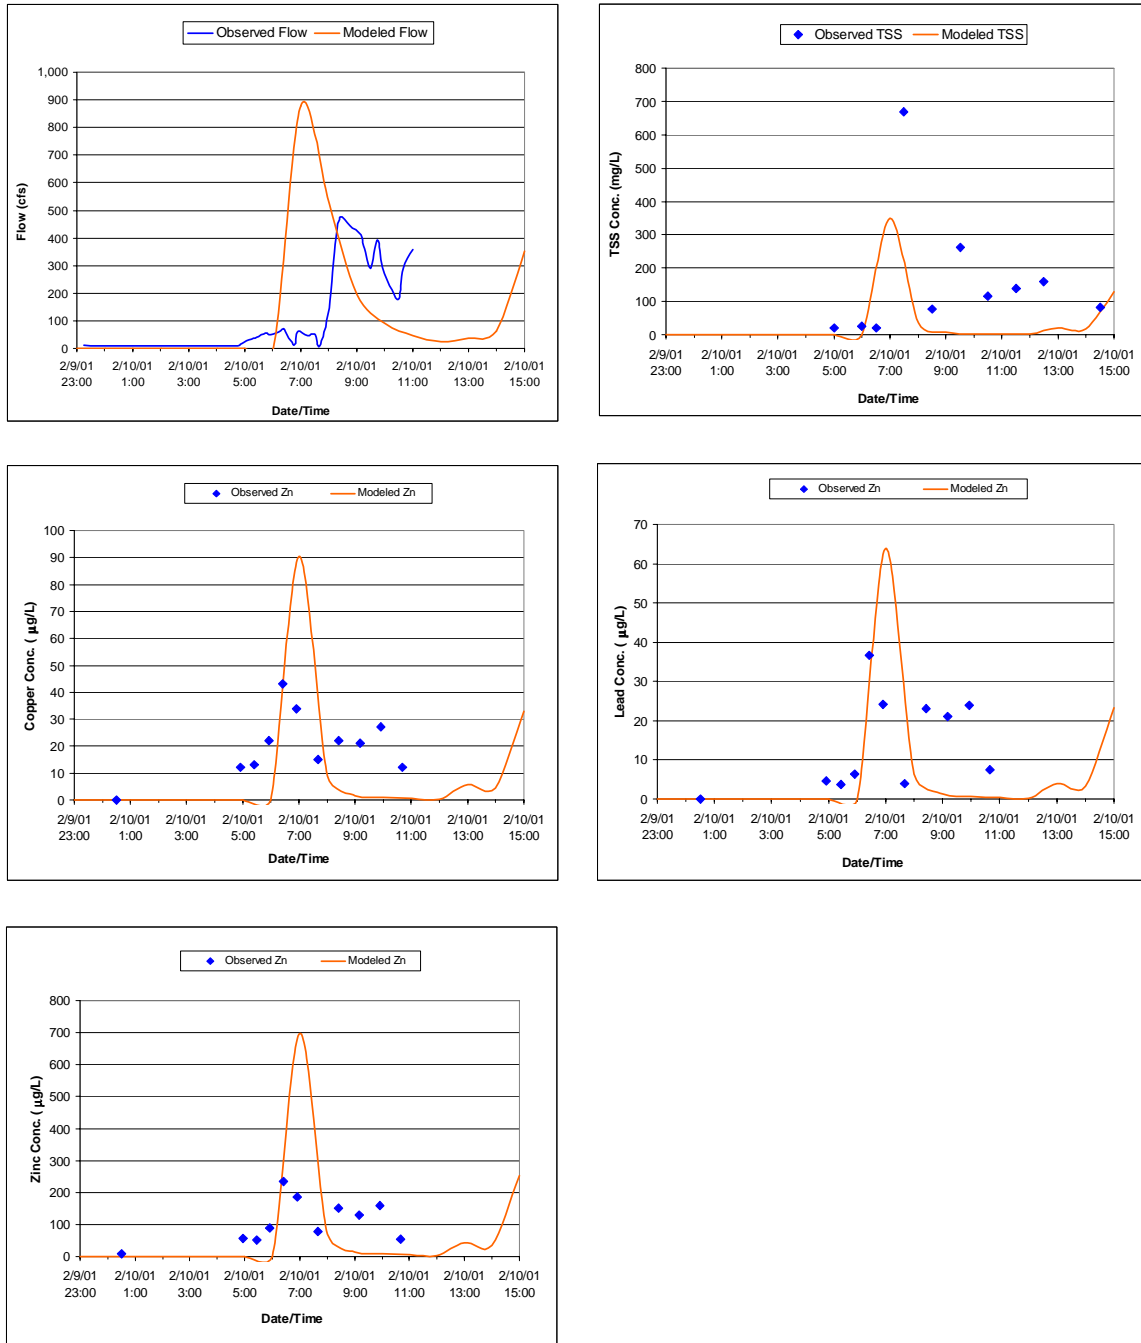 Observed Flow Modeled Flow
1,000
900
800
700
600
500
400
300
200
100
0
Flow (cfs)
2/9/01 2/10/01 2/10/01 2/10/01 2/10/01 2/10/01 2/10/01 2/10/01 2/10/01
23:00 1:00 3:00 5:00 7:00 9:00 11:00 13:00 15:00
Date/Time
Observed TSS Modeled TSS
800
700
600
500
400
300
200
100
0
TSS Conc. (mg/L)
2/9/01 2/10/01 2/10/01 2/10/01 2/10/01 2/10/01 2/10/01 2/10/01 2/10/01
23:00 1:00 3:00 5:00 7:00 9:00 11:00 13:00 15:00
Date/Time
Observed Zn Modeled Zn
100
90
80
70
60
50
40
30
20
10
0
Copper Conc. ( µg/L)
2/9/01 2/10/01 2/10/01 2/10/01 2/10/01 2/10/01 2/10/01 2/10/01 2/10/01
23:00 1:00 3:00 5:00 7:00 9:00 11:00 13:00 15:00
Date/Time
Observed Zn Modeled Zn
70
60
50
40
30
20
10
0
Lead Conc. ( µg/L)
2/9/01 2/10/01 2/10/01 2/10/01 2/10/01 2/10/01 2/10/01 2/10/01 2/10/01
23:00 1:00 3:00 5:00 7:00 9:00 11:00 13:00 15:00
Date/Time
Observed Zn Modeled Zn
800
700
600
500
400
300
200
100
0
Zinc Conc. ( µg/L)
2/9/01 2/10/01 2/10/01 2/10/01 2/10/01 2/10/01 2/10/01 2/10/01 2/10/01
23:00 1:00 3:00 5:00 7:00 9:00 11:00 13:00 15:00
Date/Time